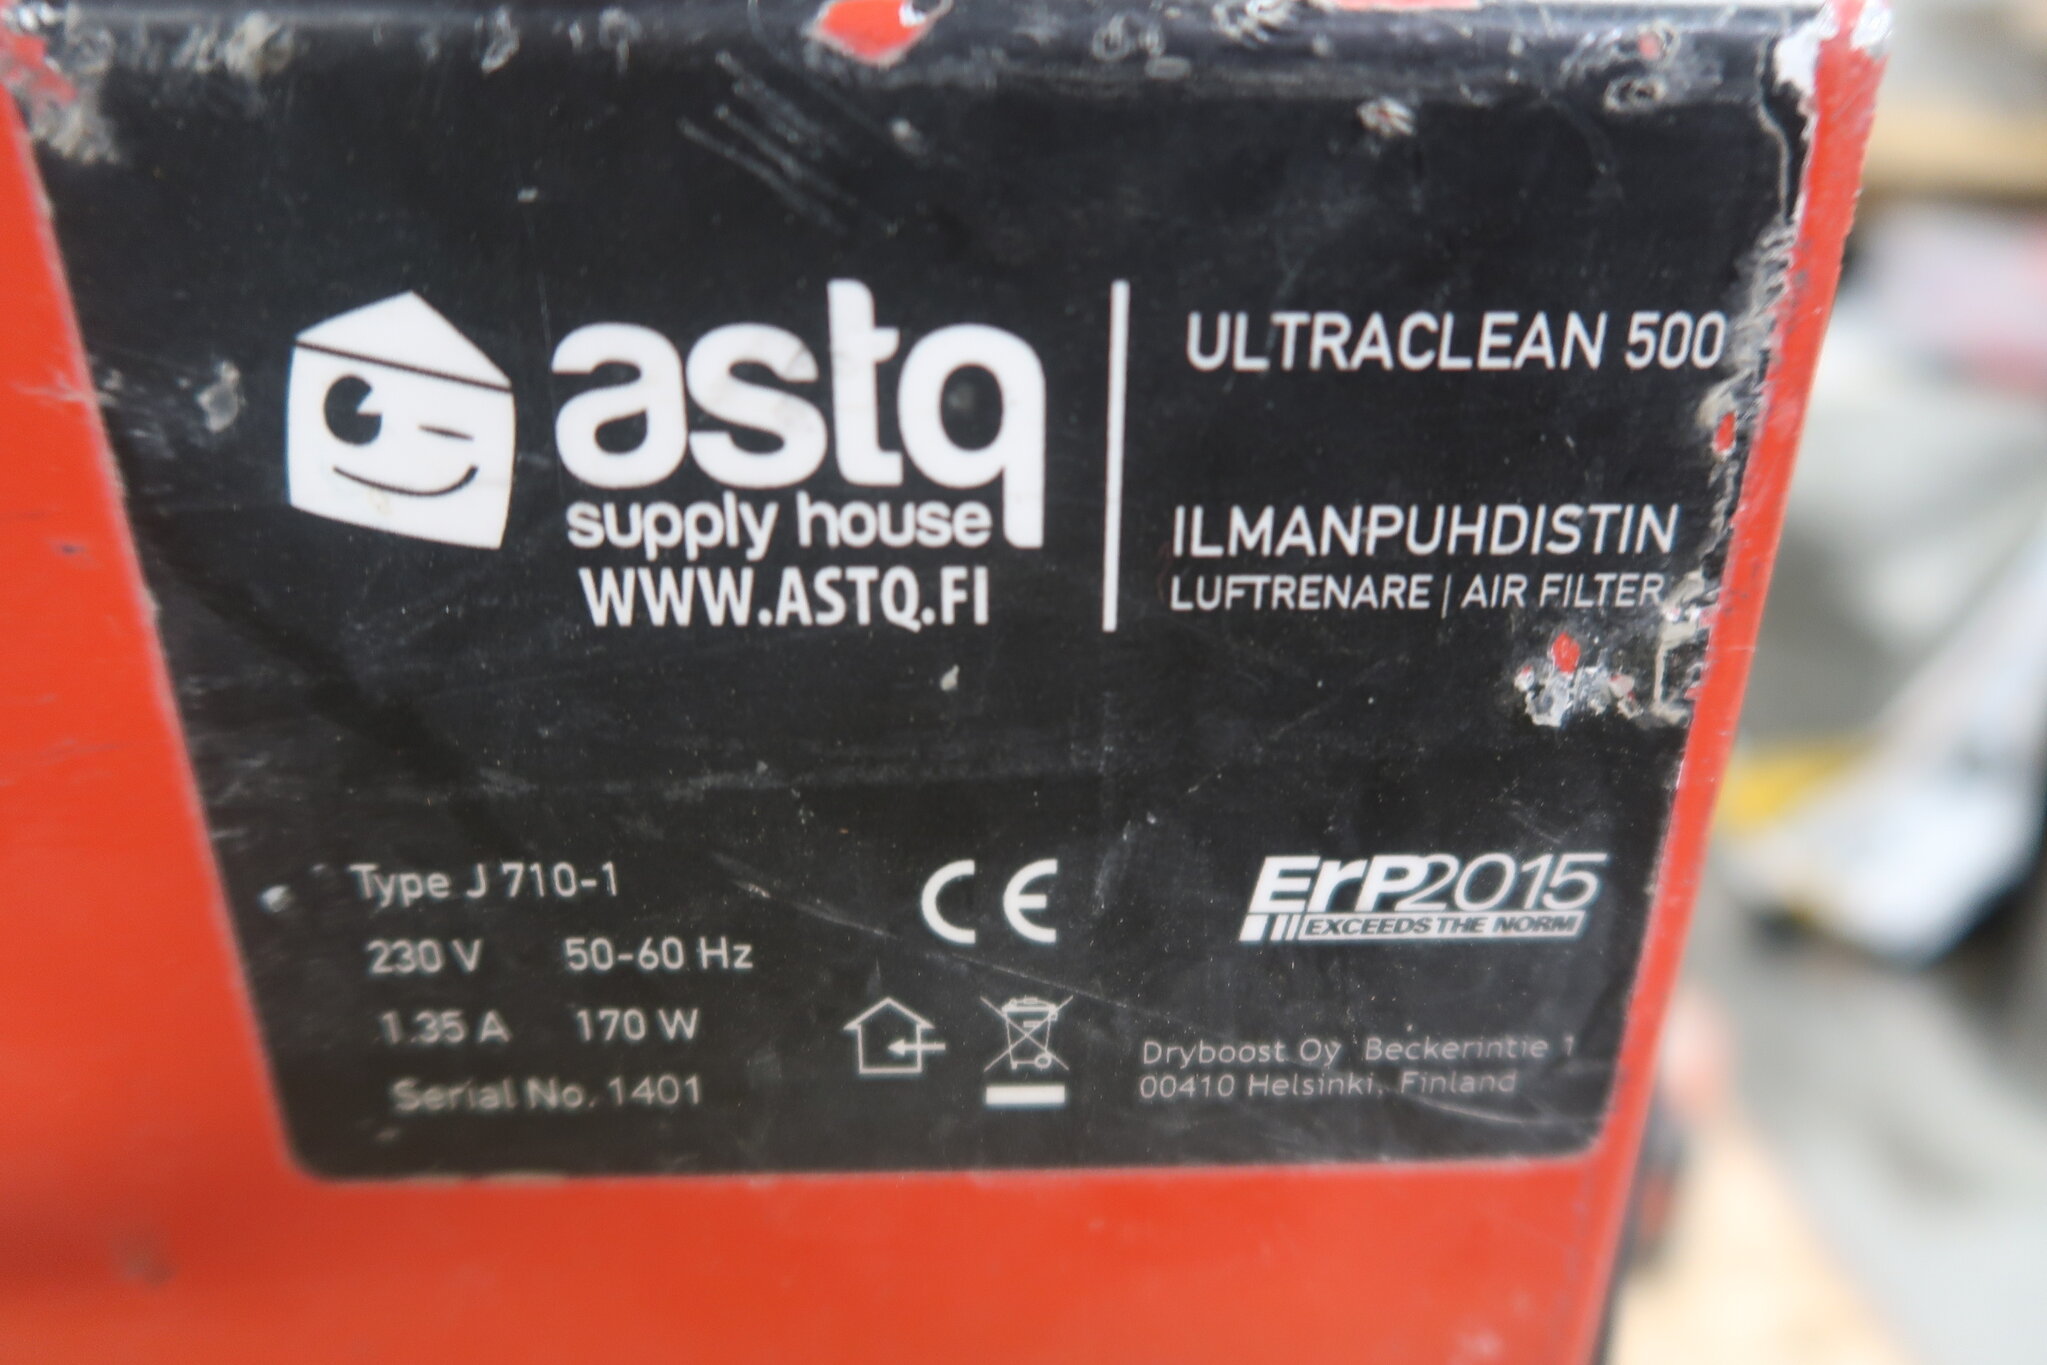 astq
supply house
WWW.ASTQ.FI
ULTRACLEAN 500
ILMANPUHDISTIN
LUFTRENARE | AIR FILTER
Type J 710-1
230 V 50-60 Hz
1.35 A 170 W
Serial No. 1401
CE
ErP2015
EXCEEDS THE NORM
Dryboost Oy Beckerintie 1
00410 Helsinki, Finland